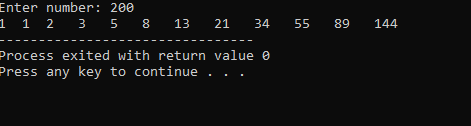 Enter number: 200
1  1  2   3   5   8   13   21   34   55   89   144
--------------------------------
Process exited with return value 0
Press any key to continue . . .